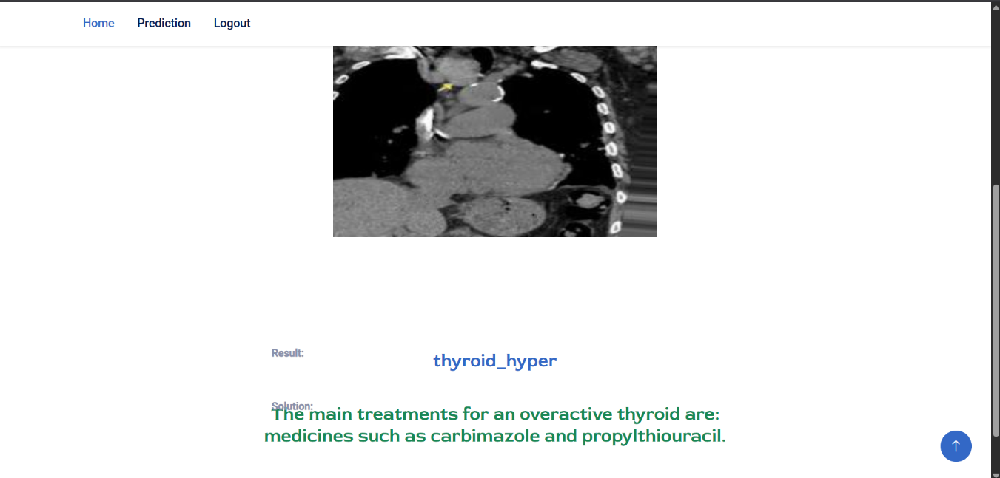 Home Prediction Logout
Result:
thyroid_hyper
Solution:
The main treatments for an overactive thyroid are:
medicines such as carbimazole and propylthiouracil.